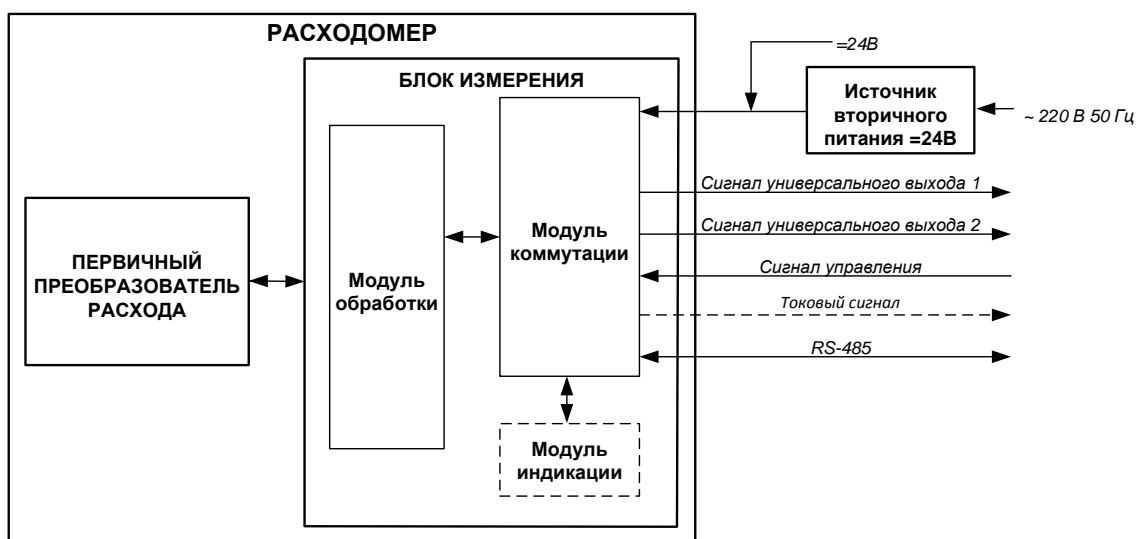 РАСХОДОМЕР
=24В
БЛОК ИЗМЕРЕНИЯ
Источник
вторичного
питания =24В
~ 220 В 50 Гц
Сигнал универсального выхода 1
Сигнал универсального выхода 2
Сигнал управления
Токовый сигнал
RS-485
ПЕРВИЧНЫЙ
ПРЕОБРАЗОВАТЕЛЬ
РАСХОДА
Модуль
обработки
Модуль
коммутации
Модуль
индикации